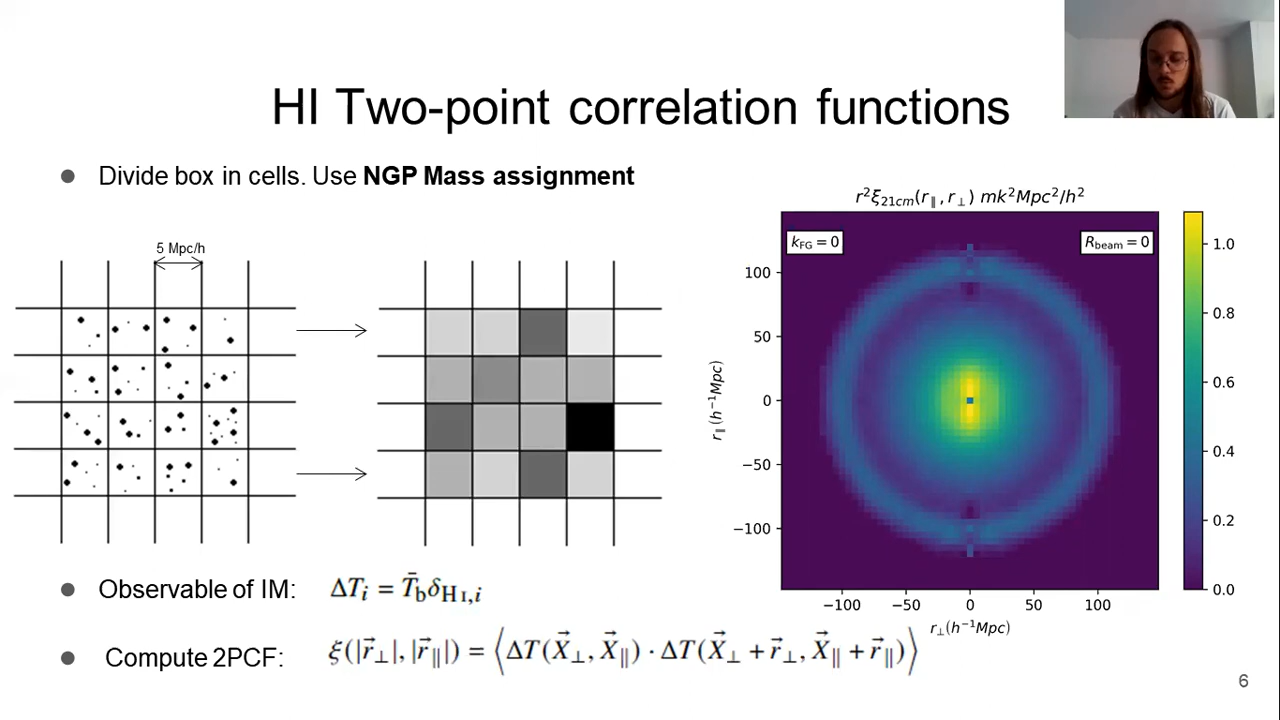 HI Two-point correlation functions
● Divide box in cells. Use NGP Mass assignment
5 Mpc/h
r²ξ₂₁cm(r∥, r⊥) mk²Mpc²/h²
k_FG = 0
R_beam = 0
100
50
0
−50
−100
r∥(h⁻¹Mpc)
−100 −50 0 50 100
r⊥(h⁻¹Mpc)
1.0
0.8
0.6
0.4
0.2
0.0
● Observable of IM: ΔTᵢ = T̄_b δ_HI,i
● Compute 2PCF: ξ(|r⃗⊥|, |r⃗∥|) = ⟨ΔT(X⃗⊥, X⃗∥) · ΔT(X⃗⊥ + r⃗⊥, X⃗∥ + r⃗∥)⟩
6